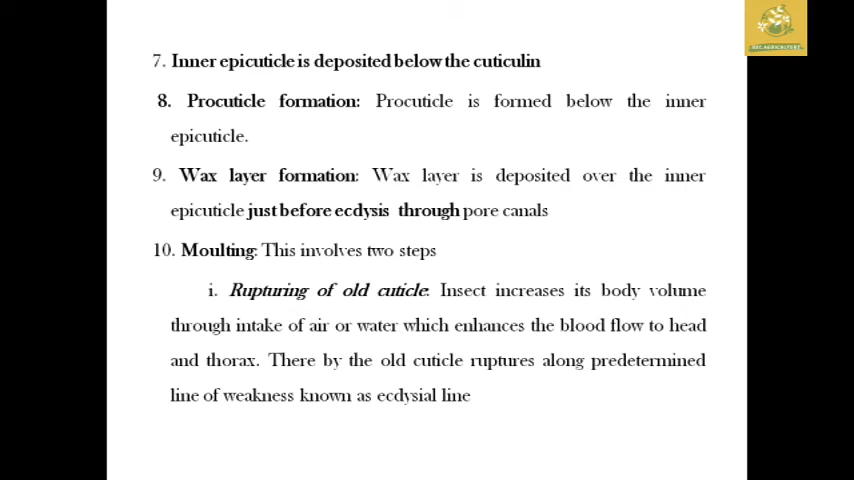 7. Inner epicuticle is deposited below the cuticulin
8. Procuticle formation: Procuticle is formed below the inner
epicuticle.
9. Wax layer formation: Wax layer is deposited over the inner
epicuticle just before ecdysis through pore canals
10. Moulting: This involves two steps
i. Rupturing of old cuticle: Insect increases its body volume
through intake of air or water which enhances the blood flow to head
and thorax. There by the old cuticle ruptures along predetermined
line of weakness known as ecdysial line